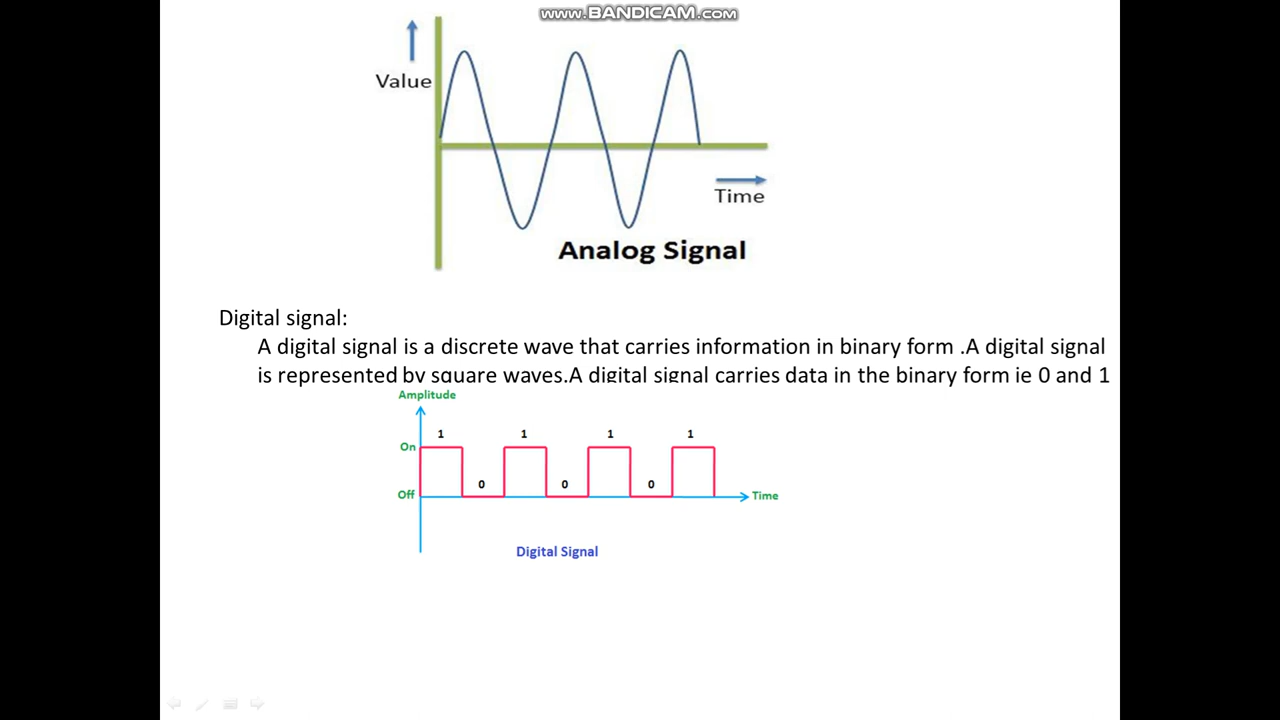 www.BANDICAM.com
Value
Time
Analog Signal
Digital signal:
A digital signal is a discrete wave that carries information in binary form .A digital signal
is represented by square waves.A digital signal carries data in the binary form ie 0 and 1
Amplitude
1 1 1 1
On
0 0 0
Off
Time
Digital Signal